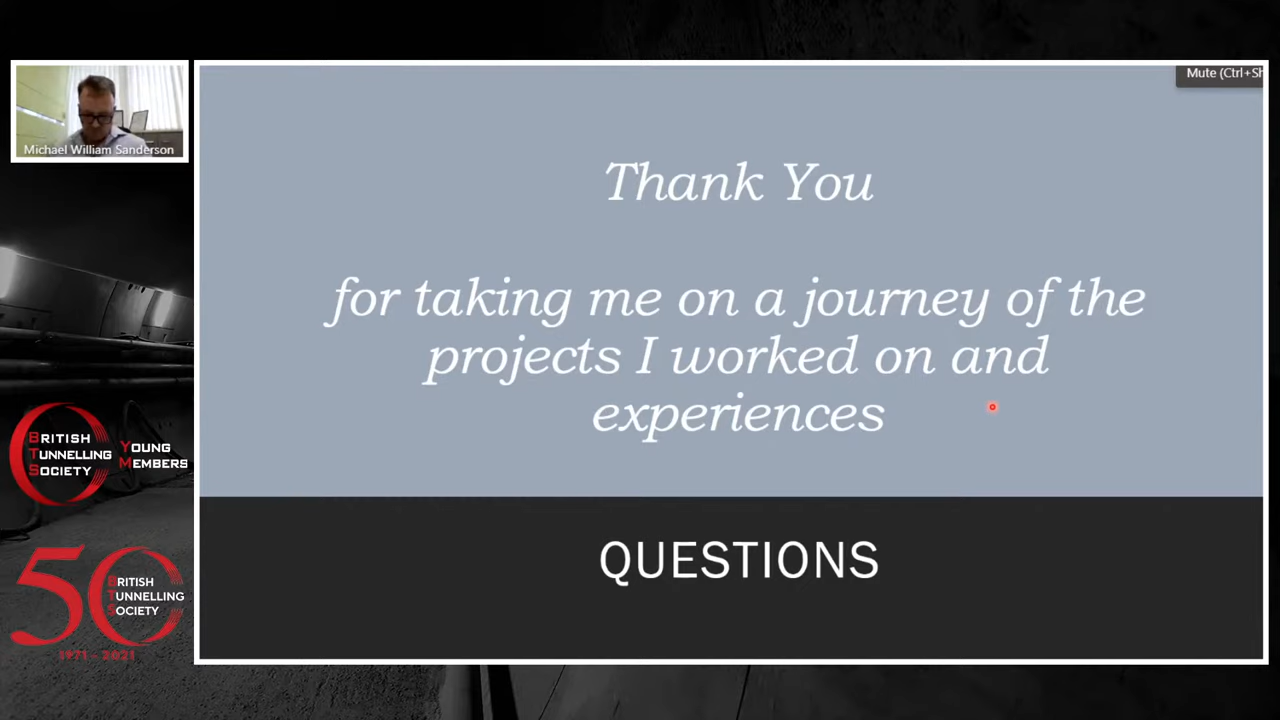 Mute (Ctrl+Sh
Michael William Sanderson
Thank You
for taking me on a journey of the
projects I worked on and
experiences
QUESTIONS
BRITISH
TUNNELLING
SOCIETY
YOUNG
MEMBERS
50
BRITISH
TUNNELLING
SOCIETY
1971 - 2021